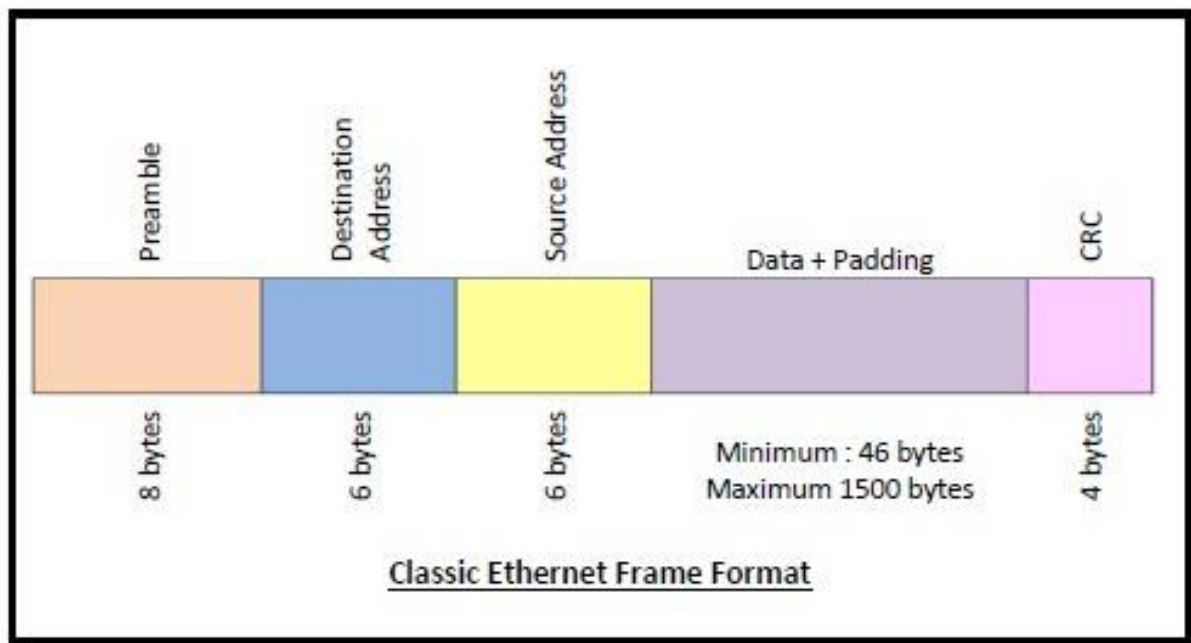 Preamble
Destination
Address
Source Address
Data + Padding
CRC
8 bytes
6 bytes
6 bytes
Minimum : 46 bytes
Maximum 1500 bytes
4 bytes
Classic Ethernet Frame Format